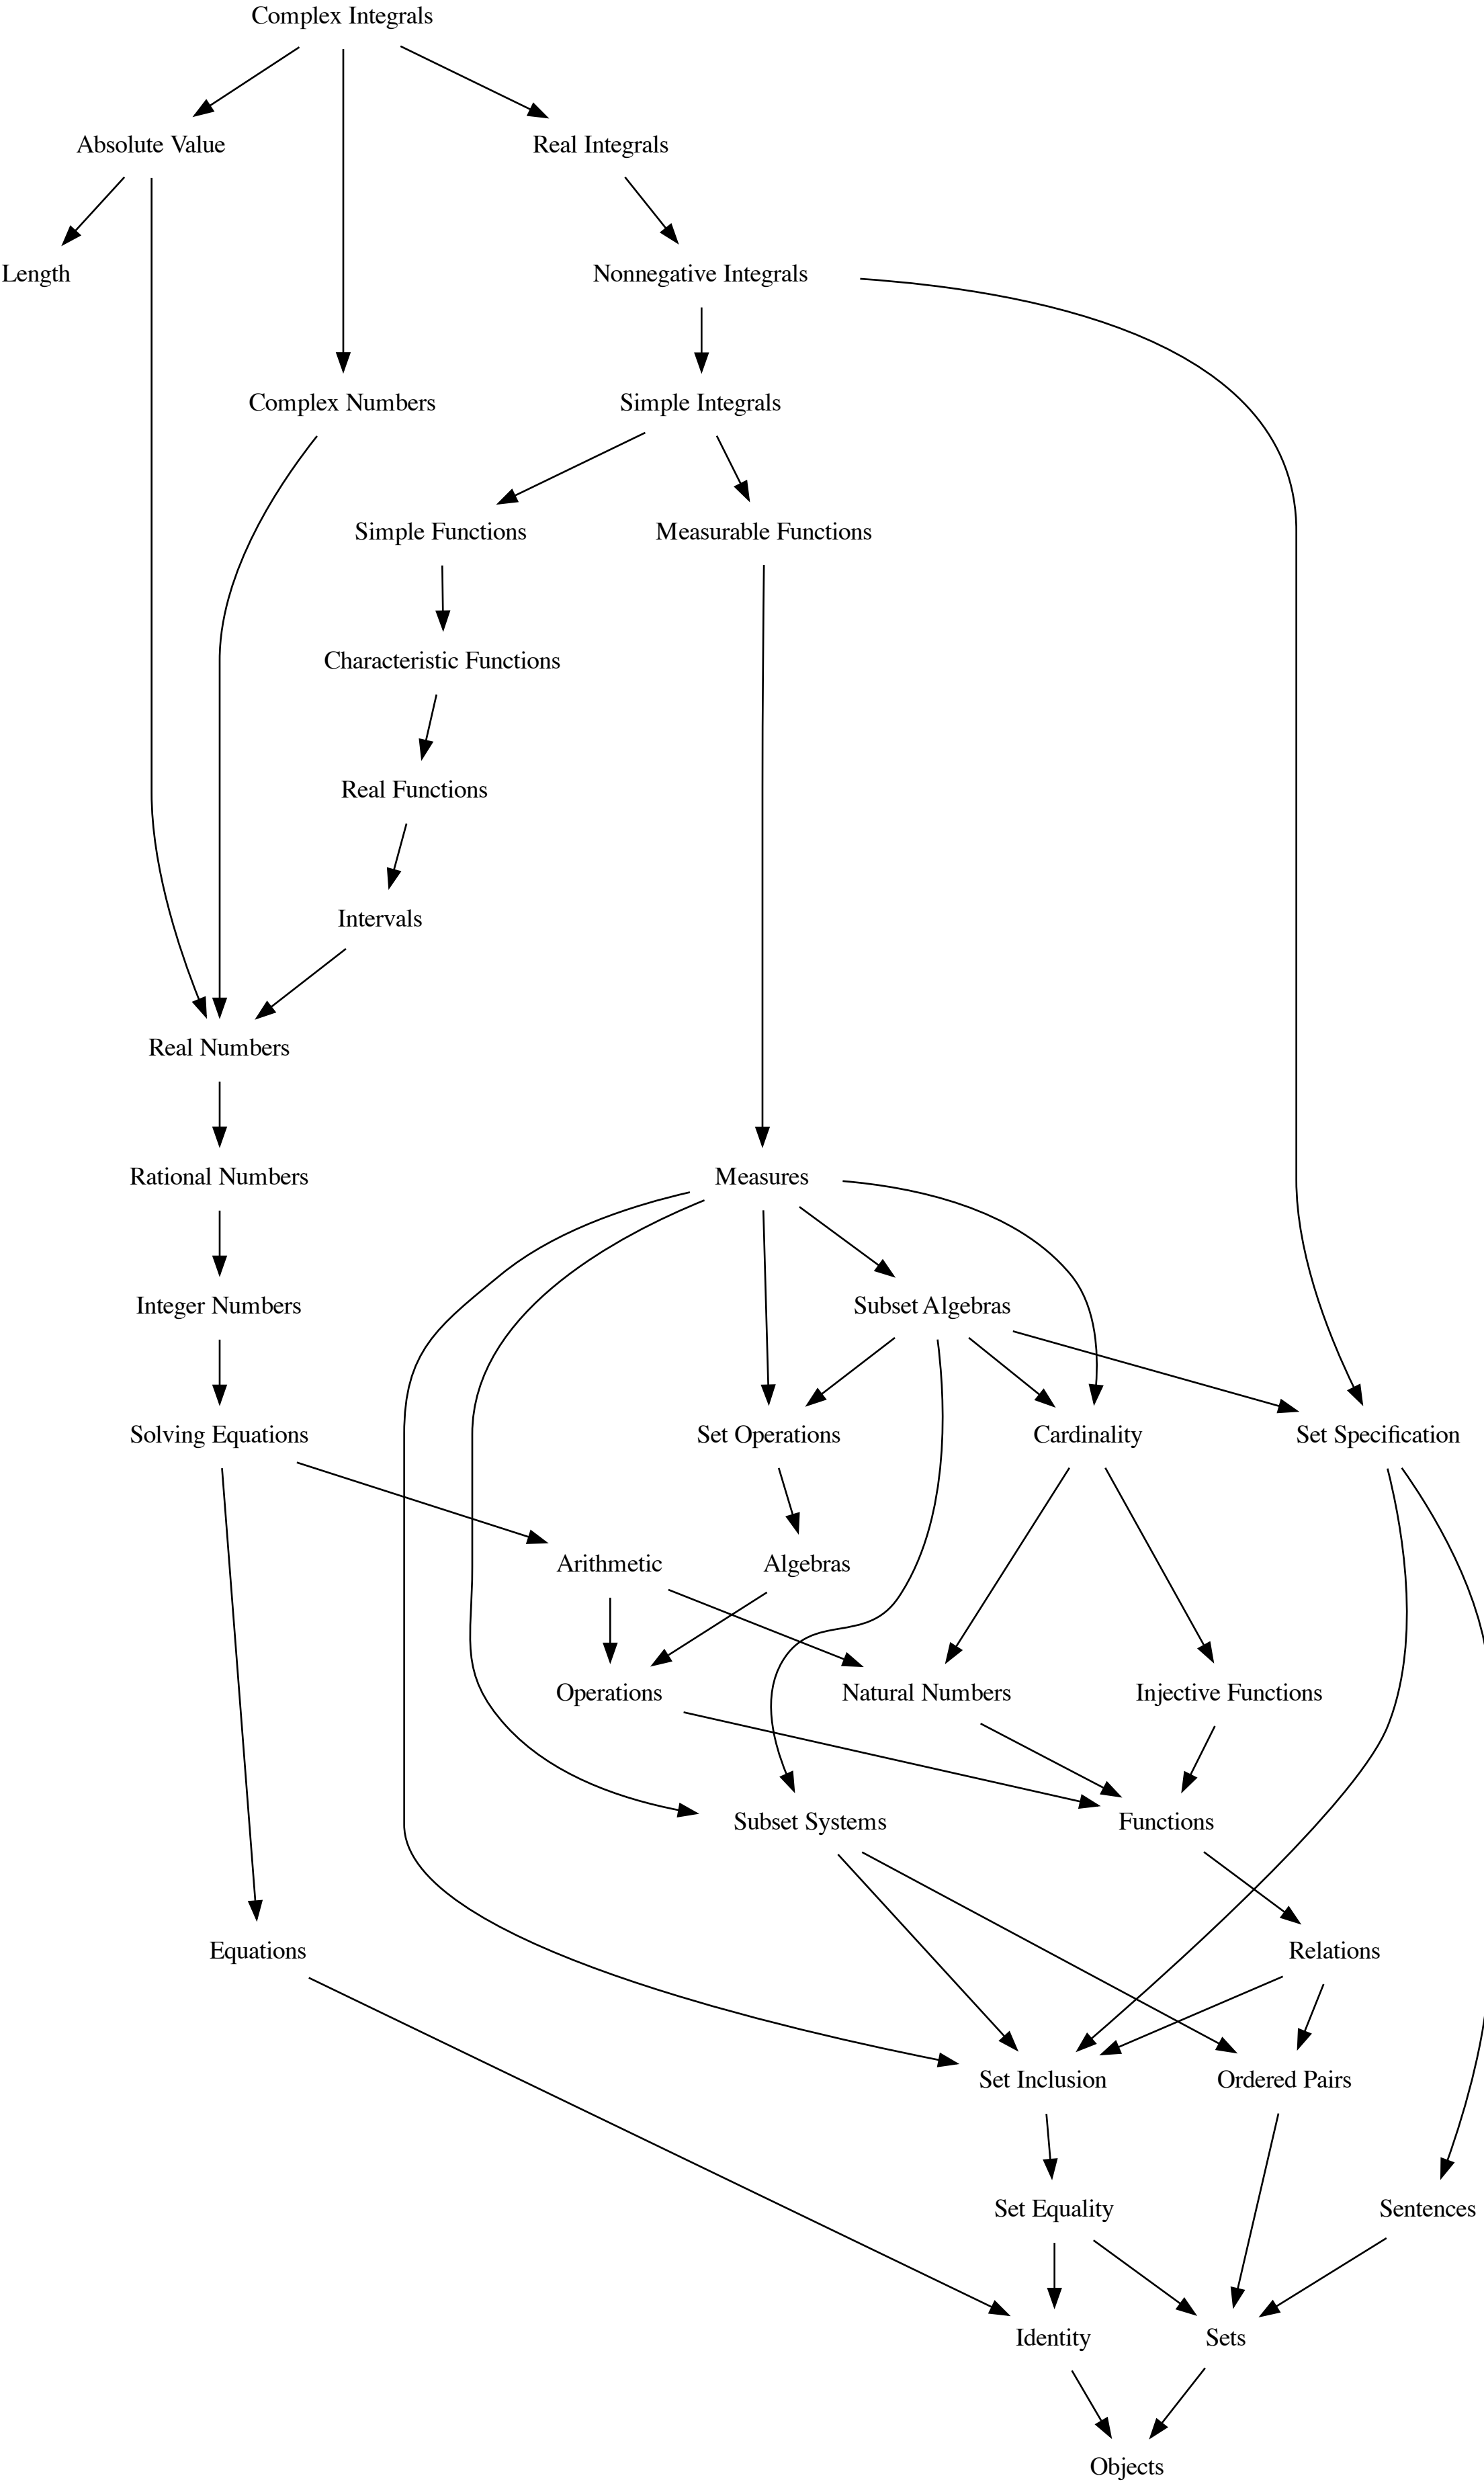 Complex Integrals
Absolute Value
Real Integrals
Length
Nonnegative Integrals
Complex Numbers
Simple Integrals
Simple Functions
Measurable Functions
Characteristic Functions
Real Functions
Intervals
Real Numbers
Rational Numbers
Measures
Integer Numbers
Subset Algebras
Solving Equations
Set Operations
Cardinality
Set Specification
Arithmetic
Algebras
Operations
Natural Numbers
Injective Functions
Subset Systems
Functions
Equations
Relations
Set Inclusion
Ordered Pairs
Set Equality
Sentences
Identity
Sets
Objects